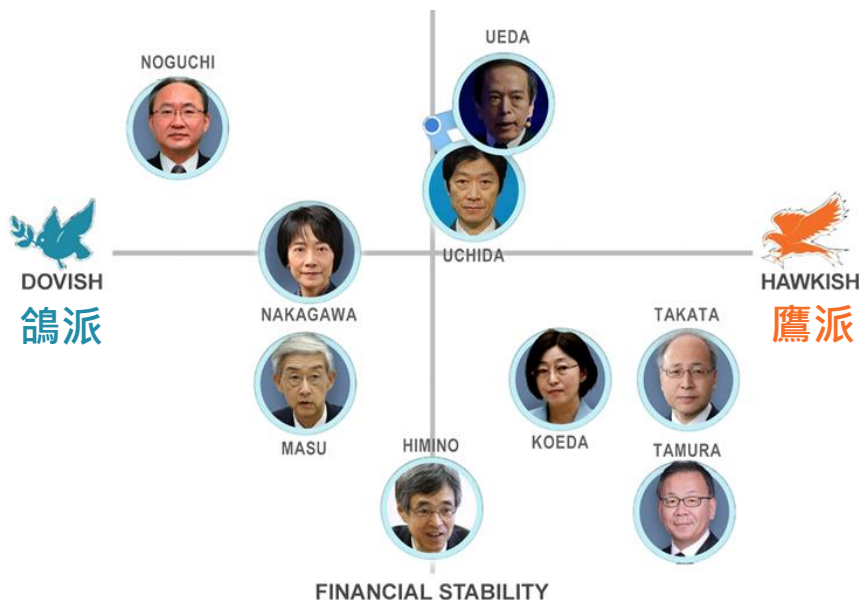 UEDA
NOGUCHI
UCHIDA
DOVISH
鴿派
HAWKISH
鷹派
NAKAGAWA
TAKATA
MASU
HIMINO
KOEDA
TAMURA
FINANCIAL STABILITY